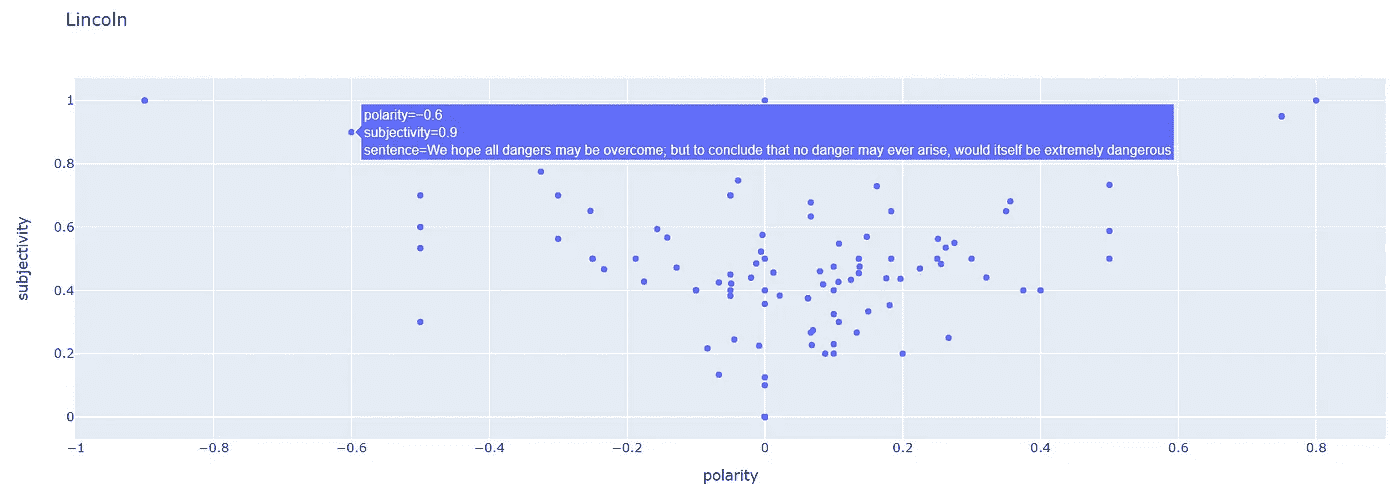 Lincoln
polarity=−0.6
subjectivity=0.9
sentence=We hope all dangers may be overcome; but to conclude that no danger may ever arise, would itself be extremely dangerous
1
0.8
0.6
0.4
0.2
0
subjectivity
−1 −0.8 −0.6 −0.4 −0.2 0 0.2 0.4 0.6 0.8
polarity